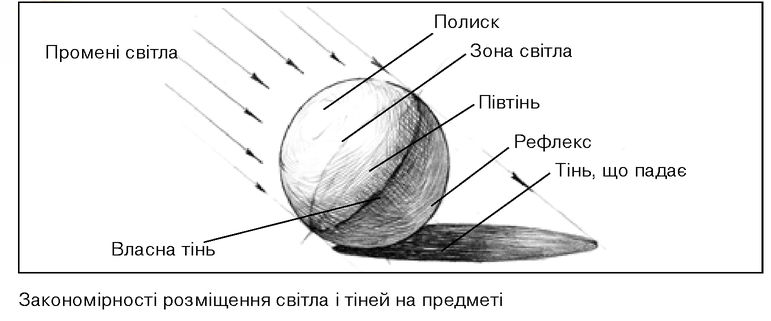 Полиск
Промені світла
Зона світла
Півтінь
Рефлекс
Тінь, що падає
Власна тінь
Закономірності розміщення світла і тіней на предметі